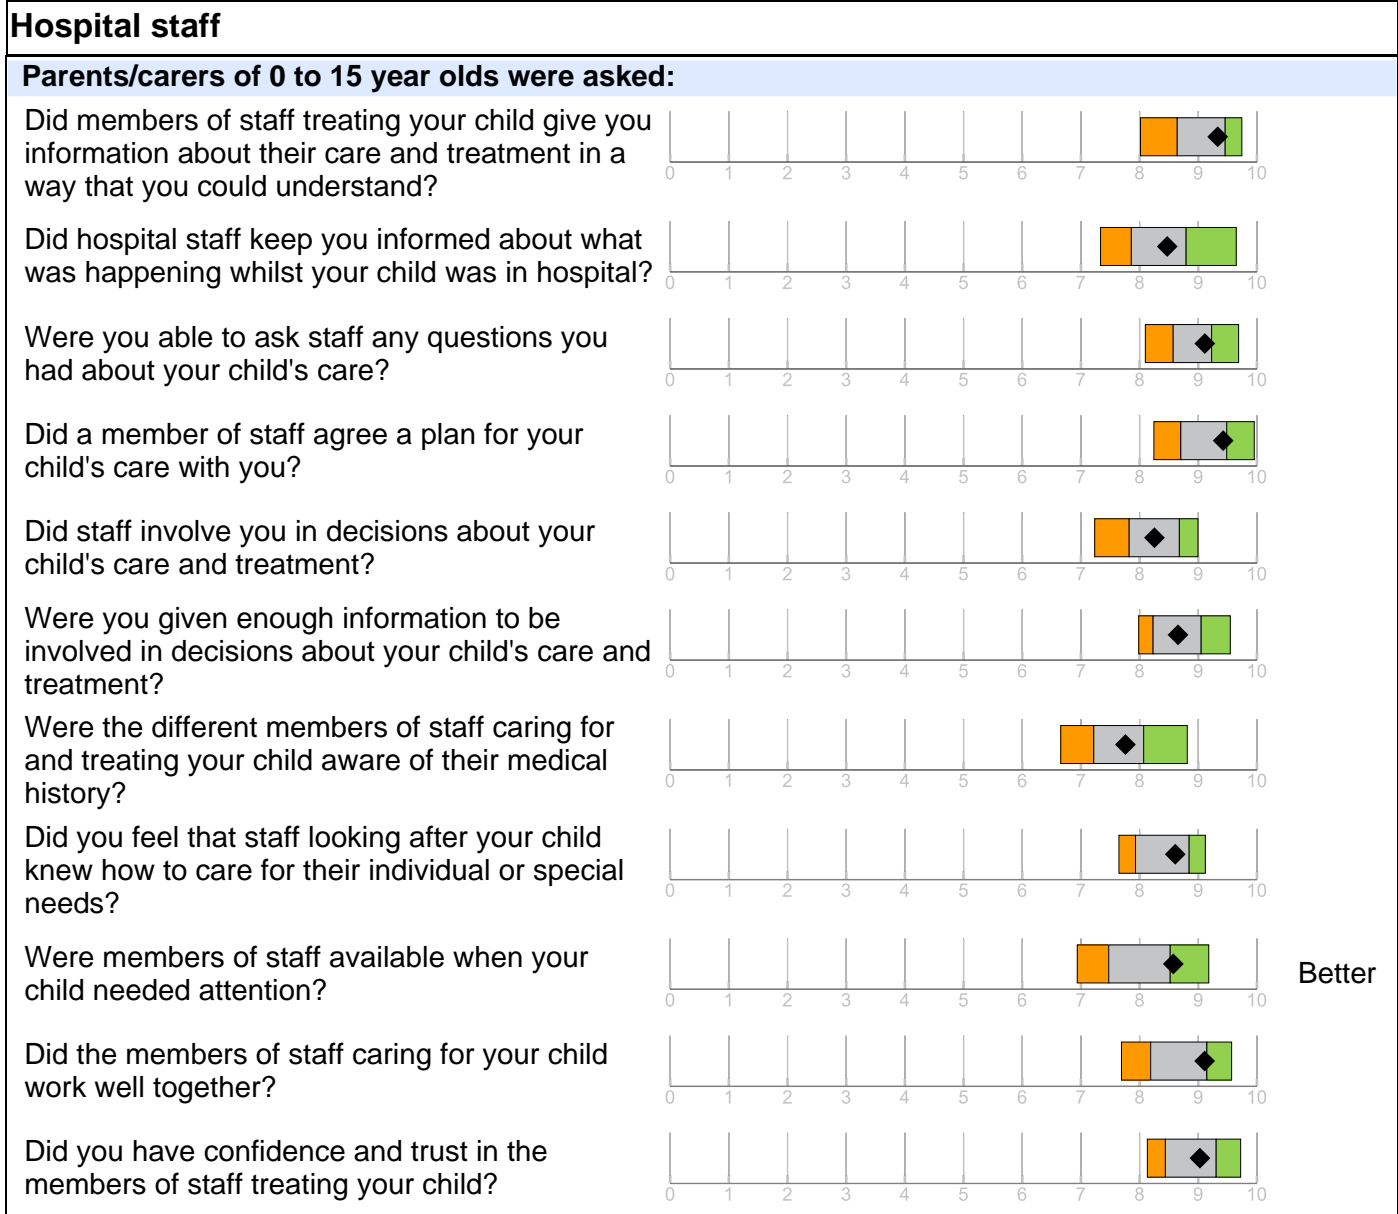 Hospital staff
Parents/carers of 0 to 15 year olds were asked:
Did members of staff treating your child give you
information about their care and treatment in a
way that you could understand?
0 1 2 3 4 5 6 7 8 9 10
Did hospital staff keep you informed about what
was happening whilst your child was in hospital?
0 1 2 3 4 5 6 7 8 9 10
Were you able to ask staff any questions you
had about your child's care?
0 1 2 3 4 5 6 7 8 9 10
Did a member of staff agree a plan for your
child's care with you?
0 1 2 3 4 5 6 7 8 9 10
Did staff involve you in decisions about your
child's care and treatment?
0 1 2 3 4 5 6 7 8 9 10
Were you given enough information to be
involved in decisions about your child's care and
treatment?
0 1 2 3 4 5 6 7 8 9 10
Were the different members of staff caring for
and treating your child aware of their medical
history?
0 1 2 3 4 5 6 7 8 9 10
Did you feel that staff looking after your child
knew how to care for their individual or special
needs?
0 1 2 3 4 5 6 7 8 9 10
Were members of staff available when your
child needed attention?
0 1 2 3 4 5 6 7 8 9 10
Better
Did the members of staff caring for your child
work well together?
0 1 2 3 4 5 6 7 8 9 10
Did you have confidence and trust in the
members of staff treating your child?
0 1 2 3 4 5 6 7 8 9 10